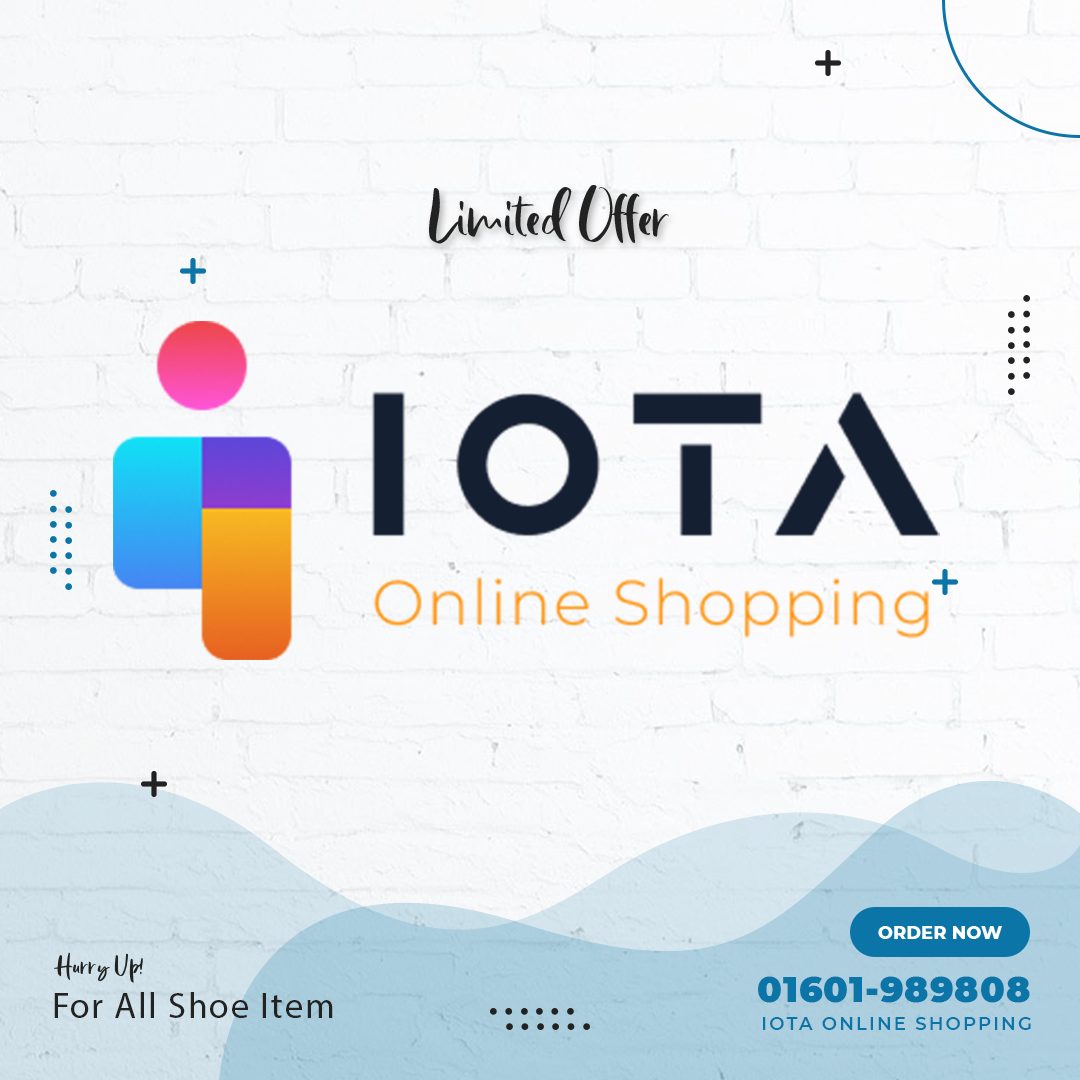 Limited Offer
IOTA
Online Shopping
Hurry Up!
For All Shoe Item
ORDER NOW
01601-989808
IOTA ONLINE SHOPPING